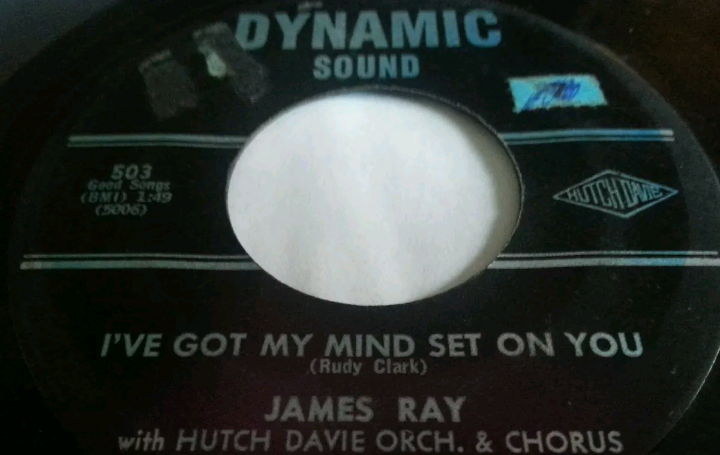 DYNAMIC
SOUND
503
Good Songs
(BMI) 1:49
(5006)
HUTCH DAVIE
I'VE GOT MY MIND SET ON YOU
(Rudy Clark)
JAMES RAY
with HUTCH DAVIE ORCH. & CHORUS